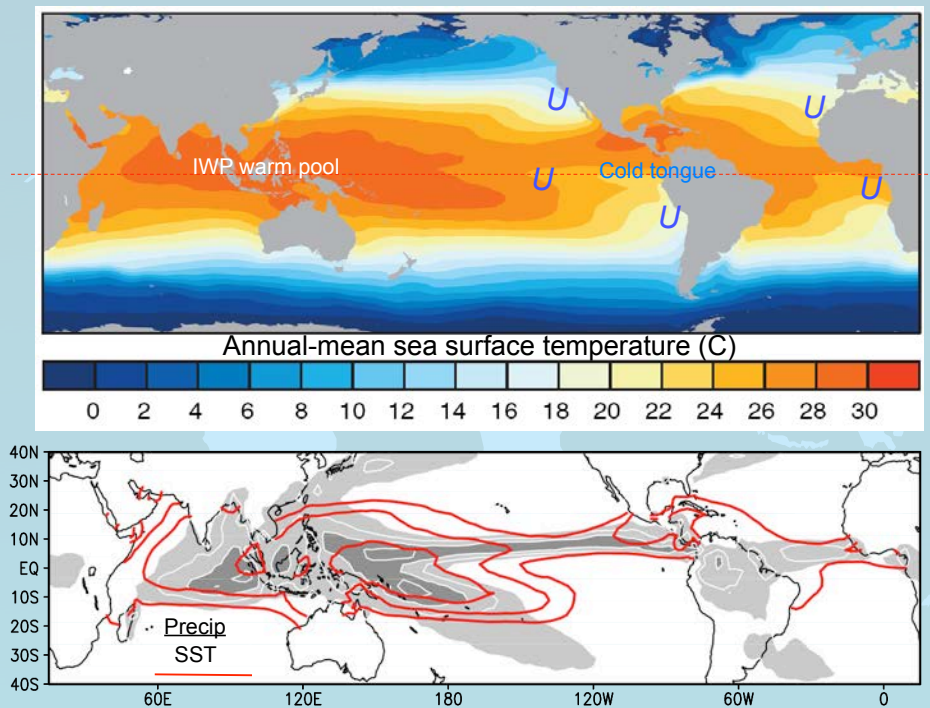 U
U
IWP warm pool
Cold tongue
U
U
U
Annual-mean sea surface temperature (C)
0 2 4 6 8 10 12 14 16 18 20 22 24 26 28 30
40N
30N
20N
10N
EQ
10S
20S
30S
40S
Precip
SST
60E 120E 180 120W 60W 0